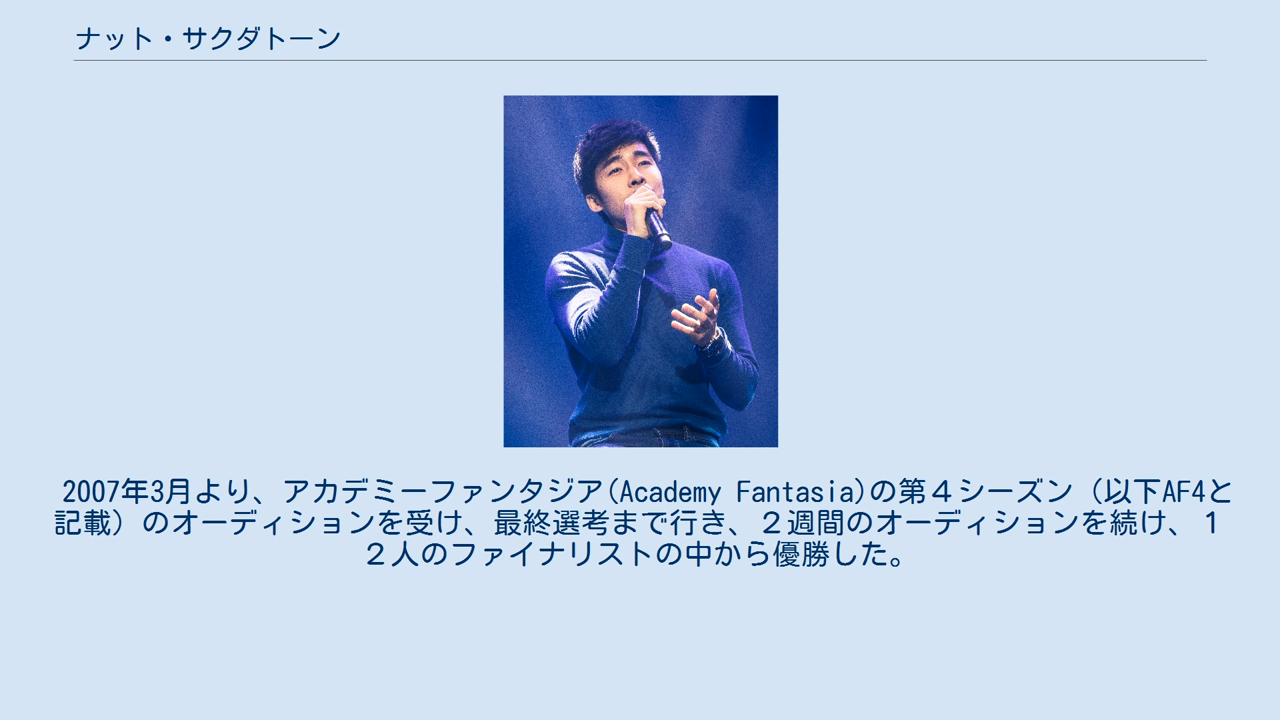 ナット・サクダトーン
2007年3月より、アカデミーファンタジア(Academy Fantasia)の第４シーズン（以下AF4と
記載）のオーディションを受け、最終選考まで行き、２週間のオーディションを続け、１
２人のファイナリストの中から優勝した。